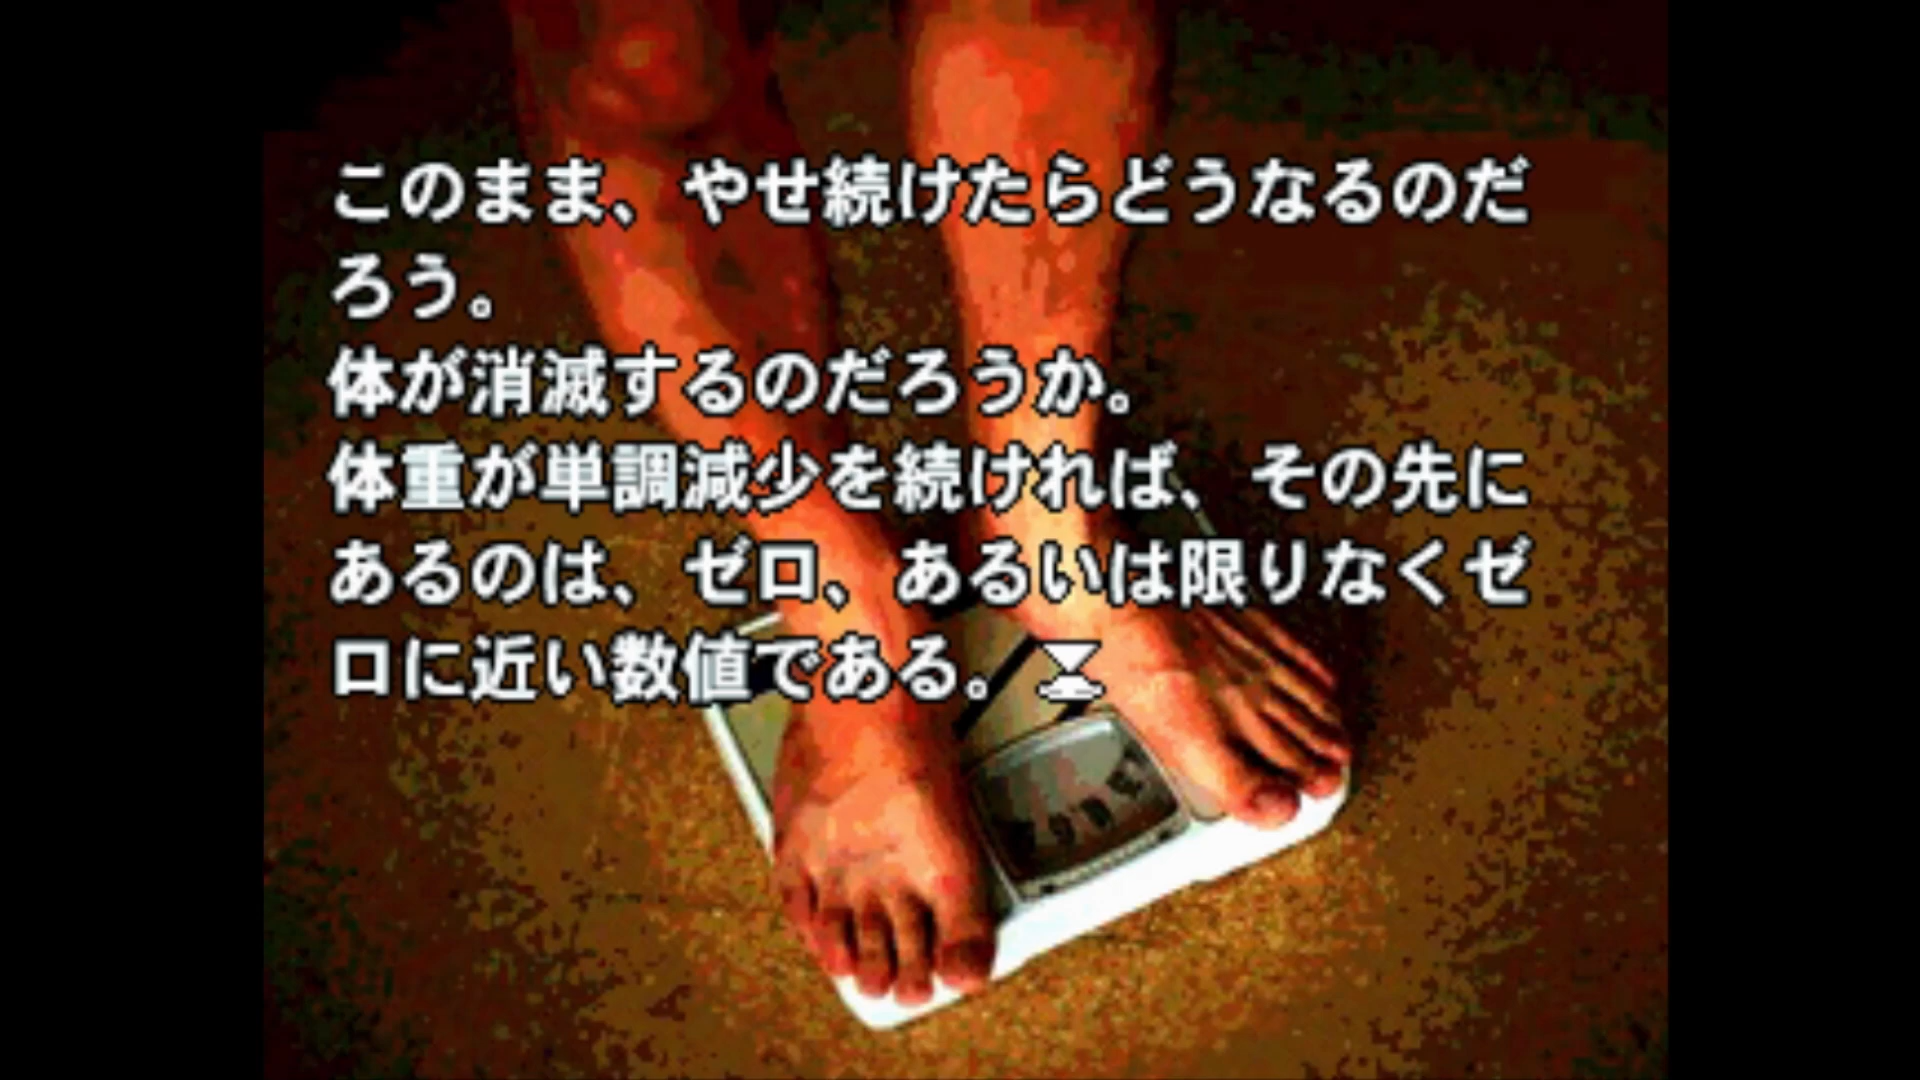 このまま、やせ続けたらどうなるのだ
ろう。
体が消滅するのだろうか。
体重が単調減少を続ければ、その先に
あるのは、ゼロ、あるいは限りなくゼ
ロに近い数値である。